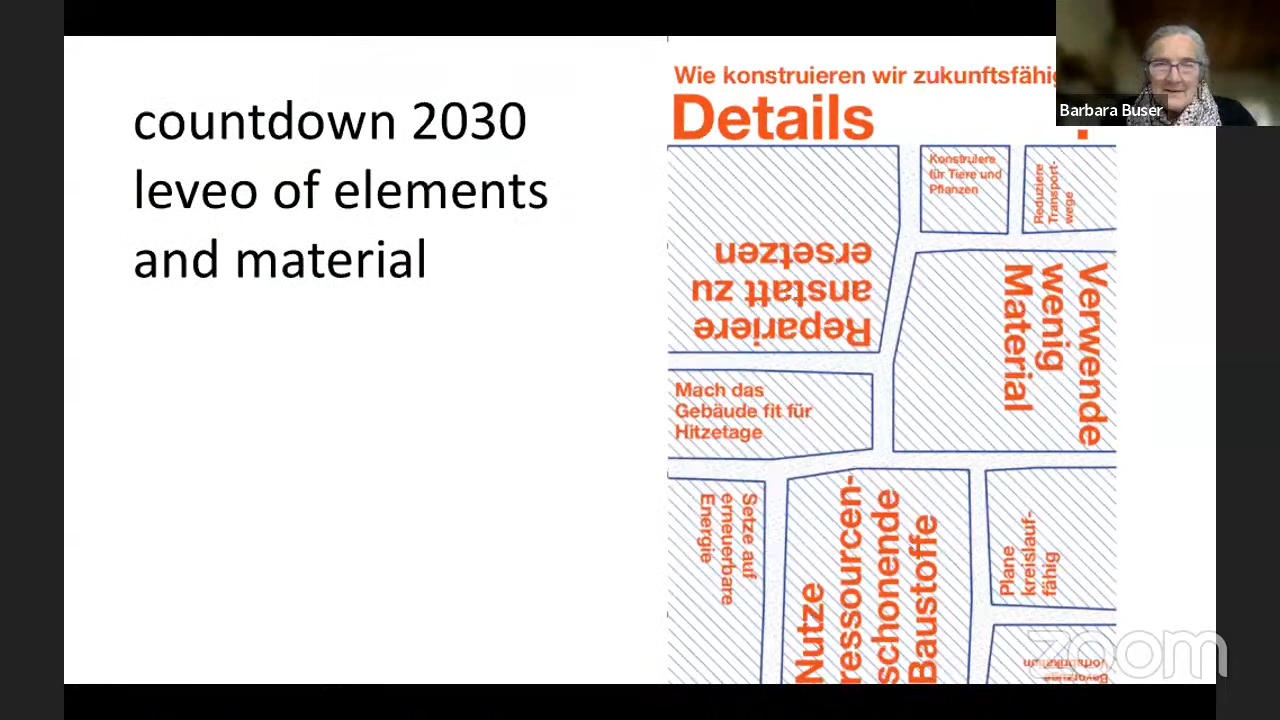 countdown 2030
leveo of elements
and material
Wie konstruieren wir zukunftsfähig
Details
Barbara Buser
Konstruiere
für Tiere und
Pflanzen
Reduziere
Transport-
wege
Repariere
anstatt zu
ersetzen
Verwende
wenig
Material
Mach das
Gebäude fit für
Hitzetage
Setze auf
erneuerbare
Energie
Nutze
ressourcen-
schonende
Baustoffe
Plane
kreislauf-
fähig
Vorfabrikation
zoom